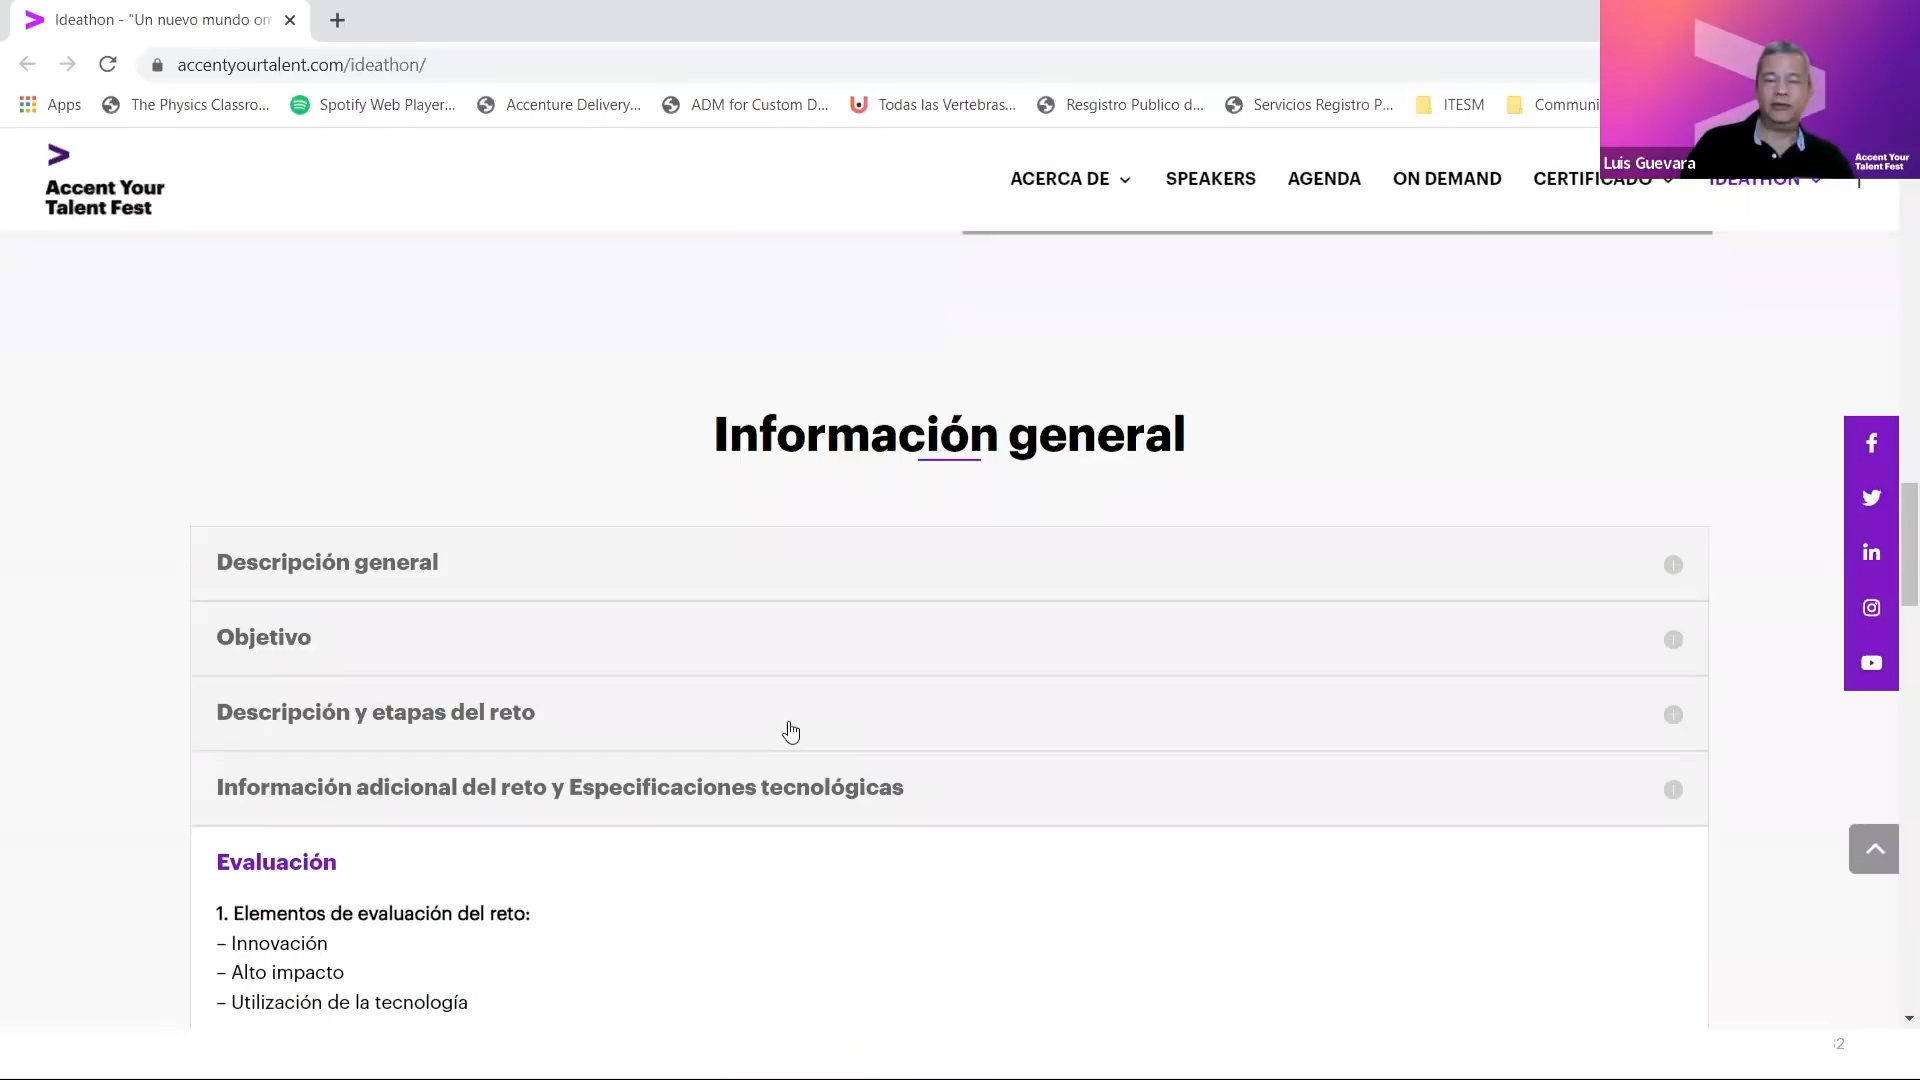 Ideathon - "Un nuevo mundo om
accentyourtalent.com/ideathon/
Apps
The Physics Classro...
Spotify Web Player...
Accenture Delivery...
ADM for Custom D...
Todas las Vertebras...
Resgistro Publico d...
Servicios Registro P...
ITESM
Communi
Luis Guevara
Accent Your
Talent Fest
Accent Your
Talent Fest
ACERCA DE
SPEAKERS
AGENDA
ON DEMAND
CERTIFICADO
IDEATHON
Información general
Descripción general
Objetivo
Descripción y etapas del reto
Información adicional del reto y Especificaciones tecnológicas
Evaluación
1. Elementos de evaluación del reto:
– Innovación
– Alto impacto
– Utilización de la tecnología